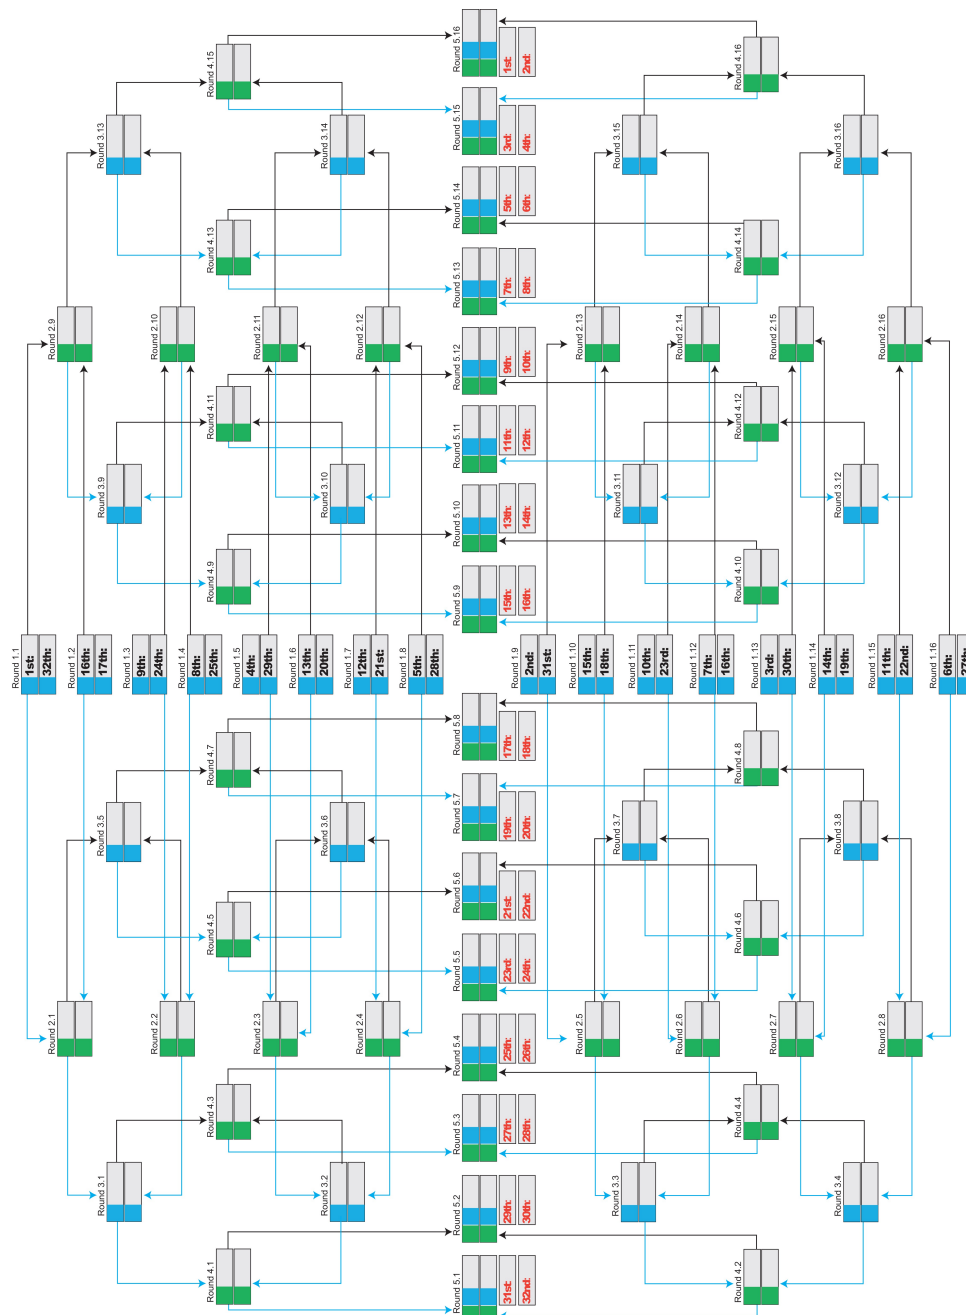 Round 1.1
1st:
32th:
Round 1.2
16th:
17th:
Round 1.3
9th:
24th:
Round 1.4
8th:
25th:
Round 1.5
4th:
29th:
Round 1.6
13th:
20th:
Round 1.7
12th:
21st:
Round 1.8
5th:
28th:
Round 1.9
2nd:
31st:
Round 1.10
15th:
18th:
Round 1.11
10th:
23rd:
Round 1.12
7th:
16th:
Round 1.13
3rd:
30th:
Round 1.14
14th:
19th:
Round 1.15
11th:
22nd:
Round 1.16
6th:
27th:
Round 2.1
Round 2.2
Round 2.3
Round 2.4
Round 2.5
Round 2.6
Round 2.7
Round 2.8
Round 2.9
Round 2.10
Round 2.11
Round 2.12
Round 2.13
Round 2.14
Round 2.15
Round 2.16
Round 3.1
Round 3.2
Round 3.3
Round 3.4
Round 3.5
Round 3.6
Round 3.7
Round 3.8
Round 3.9
Round 3.10
Round 3.11
Round 3.12
Round 3.13
Round 3.14
Round 3.15
Round 3.16
Round 4.1
Round 4.2
Round 4.3
Round 4.4
Round 4.5
Round 4.6
Round 4.7
Round 4.8
Round 4.9
Round 4.10
Round 4.11
Round 4.12
Round 4.13
Round 4.14
Round 4.15
Round 4.16
Round 5.1
31st:
32nd:
Round 5.2
29th:
30th:
Round 5.3
27th:
28th:
Round 5.4
25th:
26th:
Round 5.5
23rd:
24th:
Round 5.6
21st:
22nd:
Round 5.7
19th:
20th:
Round 5.8
17th:
18th:
Round 5.9
15th:
16th:
Round 5.10
13th:
14th:
Round 5.11
11th:
12th:
Round 5.12
9th:
10th:
Round 5.13
7th:
8th:
Round 5.14
5th:
6th:
Round 5.15
3rd:
4th:
Round 5.16
1st:
2nd: